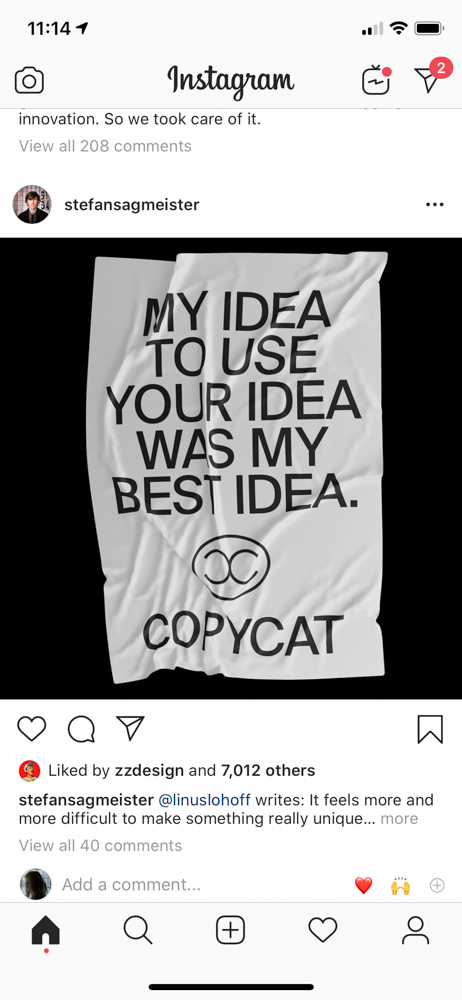 11:14
Instagram
2
innovation. So we took care of it.
View all 208 comments
stefansagmeister
MY IDEA
TO USE
YOUR IDEA
WAS MY
BEST IDEA.
COPYCAT
Liked by zzdesign and 7,012 others
stefansagmeister @linuslohoff writes: It feels more and
more difficult to make something really unique... more
View all 40 comments
Add a comment...